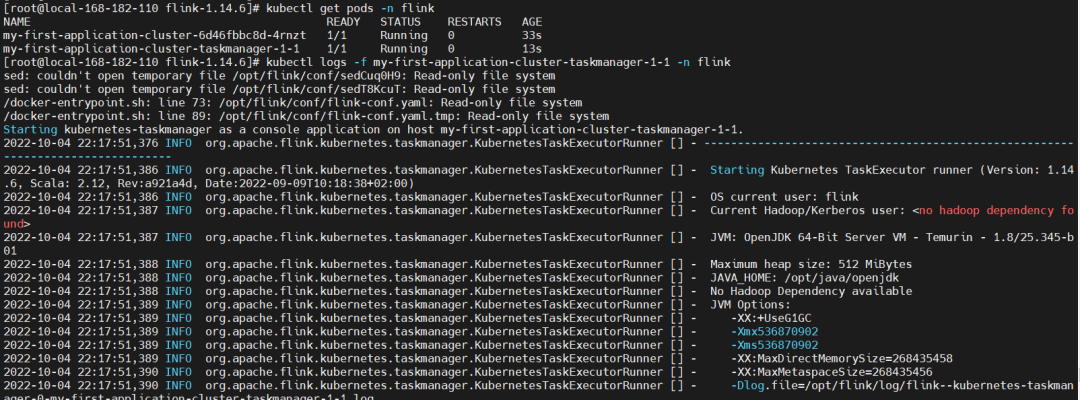 [root@local-168-182-110 flink-1.14.6]# kubectl get pods -n flink
NAME READY STATUS RESTARTS AGE
my-first-application-cluster-6d46fbbc8d-4rnzt 1/1 Running 0 33s
my-first-application-cluster-taskmanager-1-1 1/1 Running 0 13s
[root@local-168-182-110 flink-1.14.6]# kubectl logs -f my-first-application-cluster-taskmanager-1-1 -n flink
sed: couldn't open temporary file /opt/flink/conf/sedCuq0H9: Read-only file system
sed: couldn't open temporary file /opt/flink/conf/sedT8KcuT: Read-only file system
/docker-entrypoint.sh: line 73: /opt/flink/conf/flink-conf.yaml: Read-only file system
/docker-entrypoint.sh: line 89: /opt/flink/conf/flink-conf.yaml.tmp: Read-only file system
Starting kubernetes-taskmanager as a console application on host my-first-application-cluster-taskmanager-1-1.
2022-10-04 22:17:51,376 INFO org.apache.flink.kubernetes.taskmanager.KubernetesTaskExecutorRunner [] - -------------------------------------------------------
-------------------------
2022-10-04 22:17:51,386 INFO org.apache.flink.kubernetes.taskmanager.KubernetesTaskExecutorRunner [] - Starting Kubernetes TaskExecutor runner (Version: 1.14
.6, Scala: 2.12, Rev:a921a4d, Date:2022-09-09T10:18:38+02:00)
2022-10-04 22:17:51,386 INFO org.apache.flink.kubernetes.taskmanager.KubernetesTaskExecutorRunner [] - OS current user: flink
2022-10-04 22:17:51,387 INFO org.apache.flink.kubernetes.taskmanager.KubernetesTaskExecutorRunner [] - Current Hadoop/Kerberos user: <no hadoop dependency fo
und>
2022-10-04 22:17:51,387 INFO org.apache.flink.kubernetes.taskmanager.KubernetesTaskExecutorRunner [] - JVM: OpenJDK 64-Bit Server VM - Temurin - 1.8/25.345-b
01
2022-10-04 22:17:51,388 INFO org.apache.flink.kubernetes.taskmanager.KubernetesTaskExecutorRunner [] - Maximum heap size: 512 MiBytes
2022-10-04 22:17:51,388 INFO org.apache.flink.kubernetes.taskmanager.KubernetesTaskExecutorRunner [] - JAVA_HOME: /opt/java/openjdk
2022-10-04 22:17:51,388 INFO org.apache.flink.kubernetes.taskmanager.KubernetesTaskExecutorRunner [] - No Hadoop Dependency available
2022-10-04 22:17:51,389 INFO org.apache.flink.kubernetes.taskmanager.KubernetesTaskExecutorRunner [] - JVM Options:
2022-10-04 22:17:51,389 INFO org.apache.flink.kubernetes.taskmanager.KubernetesTaskExecutorRunner [] - -XX:+UseG1GC
2022-10-04 22:17:51,389 INFO org.apache.flink.kubernetes.taskmanager.KubernetesTaskExecutorRunner [] - -Xmx536870902
2022-10-04 22:17:51,389 INFO org.apache.flink.kubernetes.taskmanager.KubernetesTaskExecutorRunner [] - -Xms536870902
2022-10-04 22:17:51,389 INFO org.apache.flink.kubernetes.taskmanager.KubernetesTaskExecutorRunner [] - -XX:MaxDirectMemorySize=268435458
2022-10-04 22:17:51,390 INFO org.apache.flink.kubernetes.taskmanager.KubernetesTaskExecutorRunner [] - -XX:MaxMetaspaceSize=268435456
2022-10-04 22:17:51,390 INFO org.apache.flink.kubernetes.taskmanager.KubernetesTaskExecutorRunner [] - -Dlog.file=/opt/flink/log/flink--kubernetes-taskman
ager-0-my-first-application-cluster-taskmanager-1-1.log